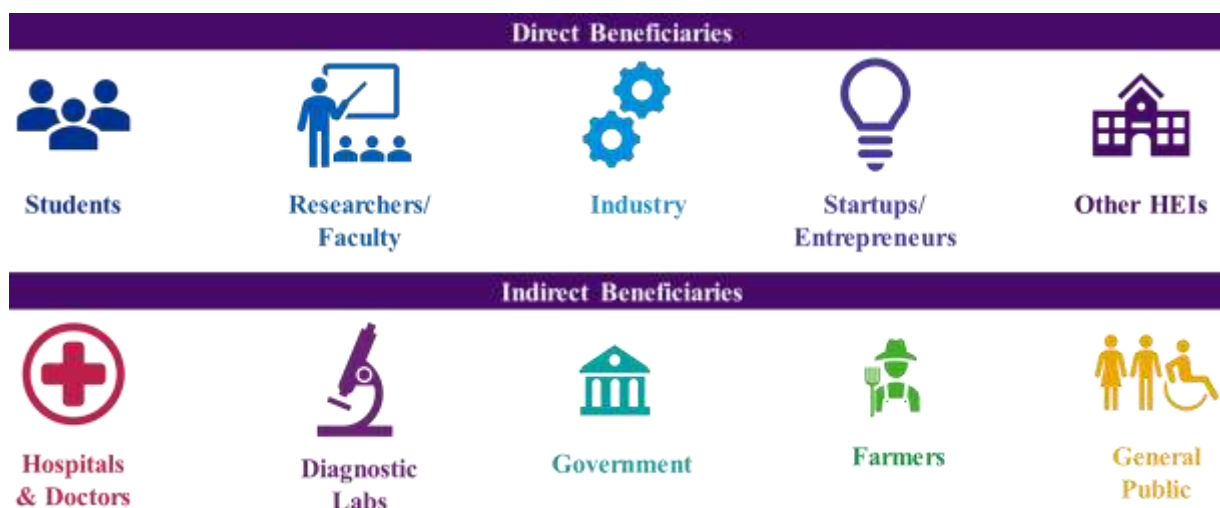 Direct Beneficiaries
Students
Researchers/
Faculty
Industry
Startups/
Entrepreneurs
Other HEIs
Indirect Beneficiaries
Hospitals
& Doctors
Diagnostic
Labs
Government
Farmers
General
Public